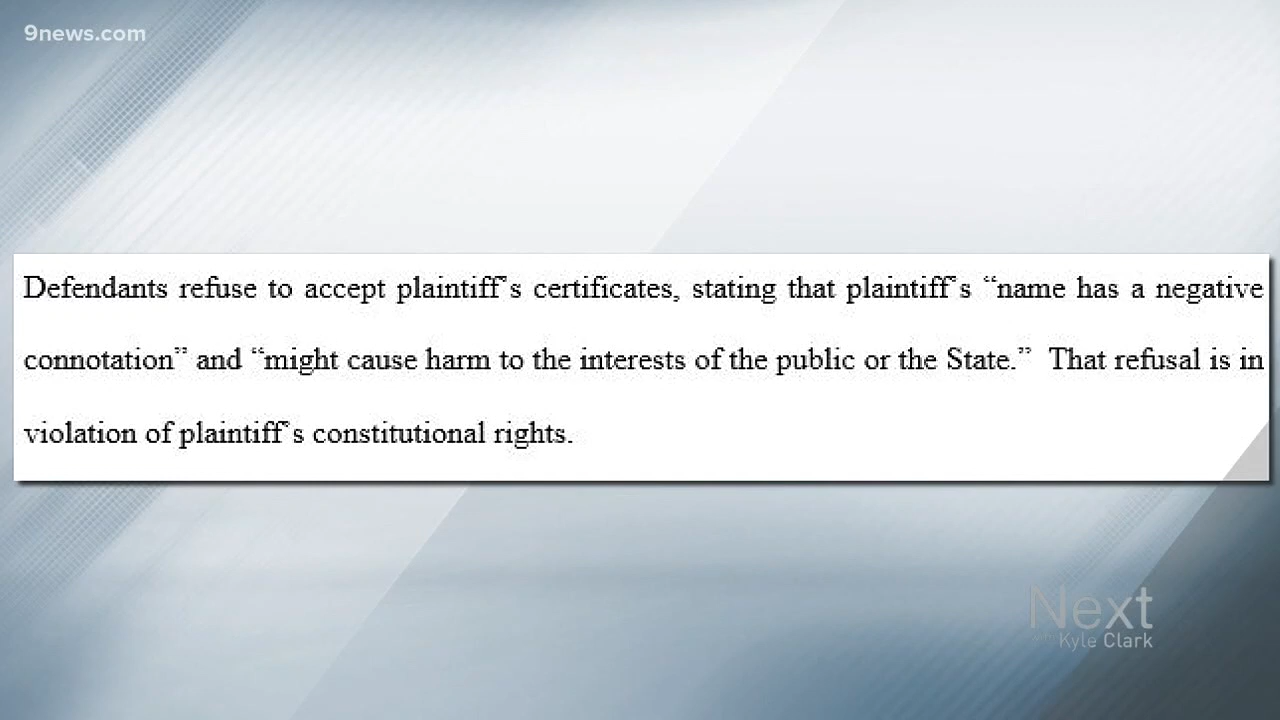 9news.com
Defendants refuse to accept plaintiff's certificates, stating that plaintiff's “name has a negative
connotation” and “might cause harm to the interests of the public or the State.” That refusal is in
violation of plaintiff's constitutional rights.
Next
with Kyle Clark